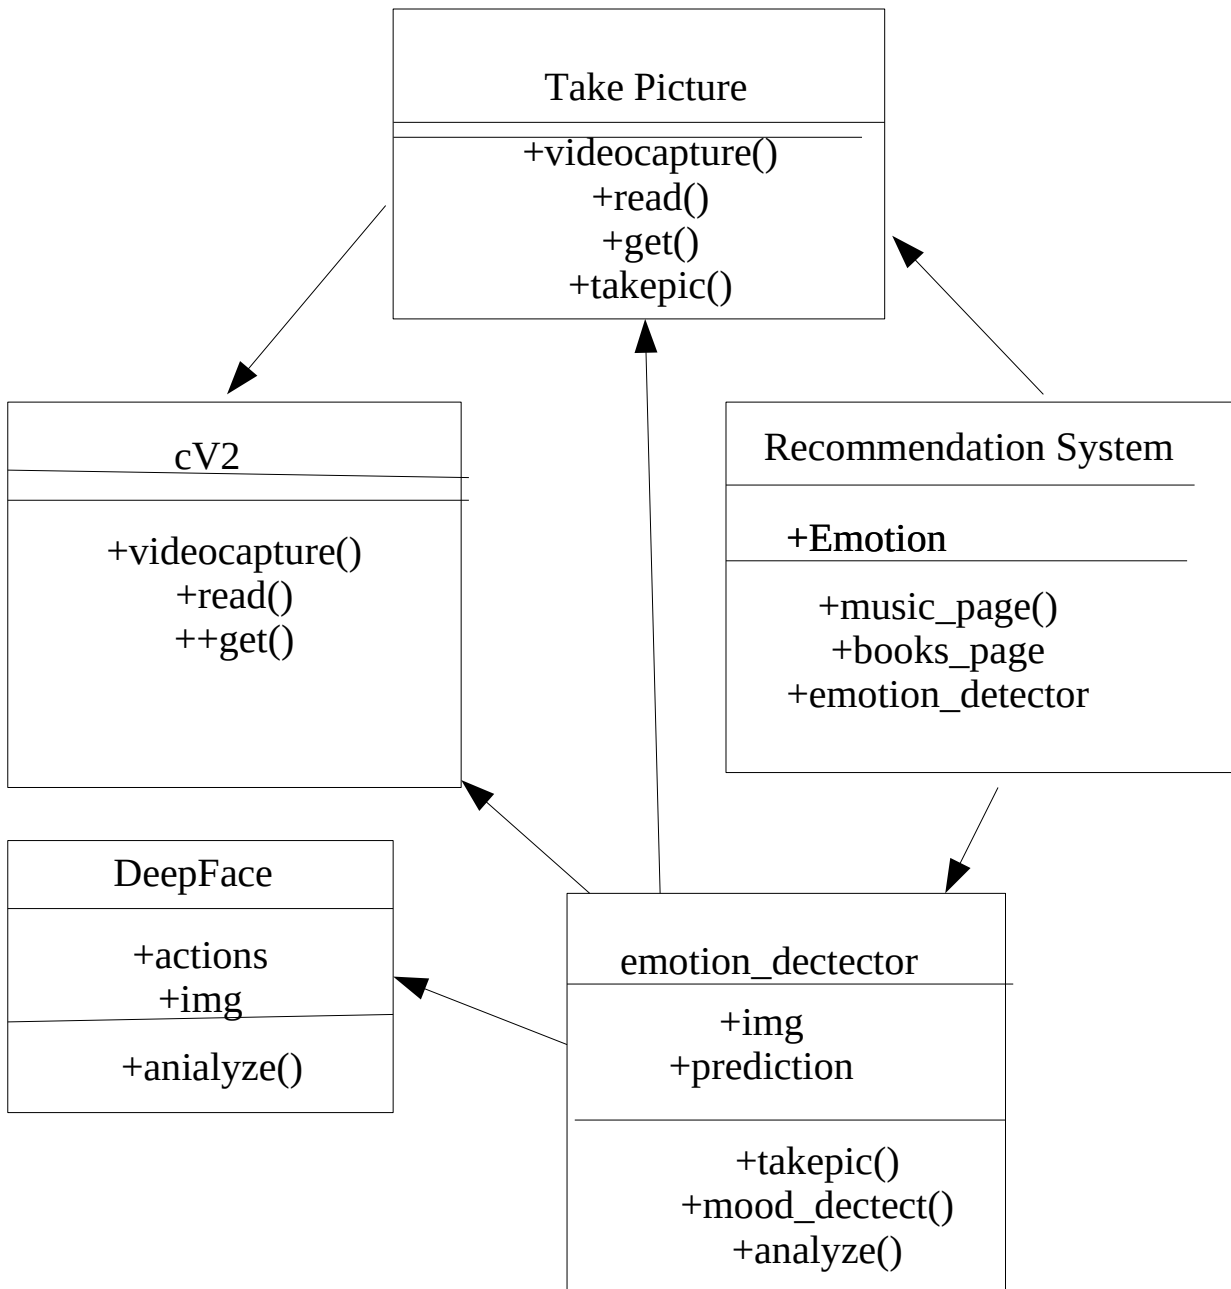 Take Picture
+videocapture()
+read()
+get()
+takepic()
cV2
+videocapture()
+read()
++get()
Recommendation System
+Emotion
+music_page()
+books_page
+emotion_detector
DeepFace
+actions
+img
+anialyze()
emotion_dectector
+img
+prediction
+takepic()
+mood_dectect()
+analyze()